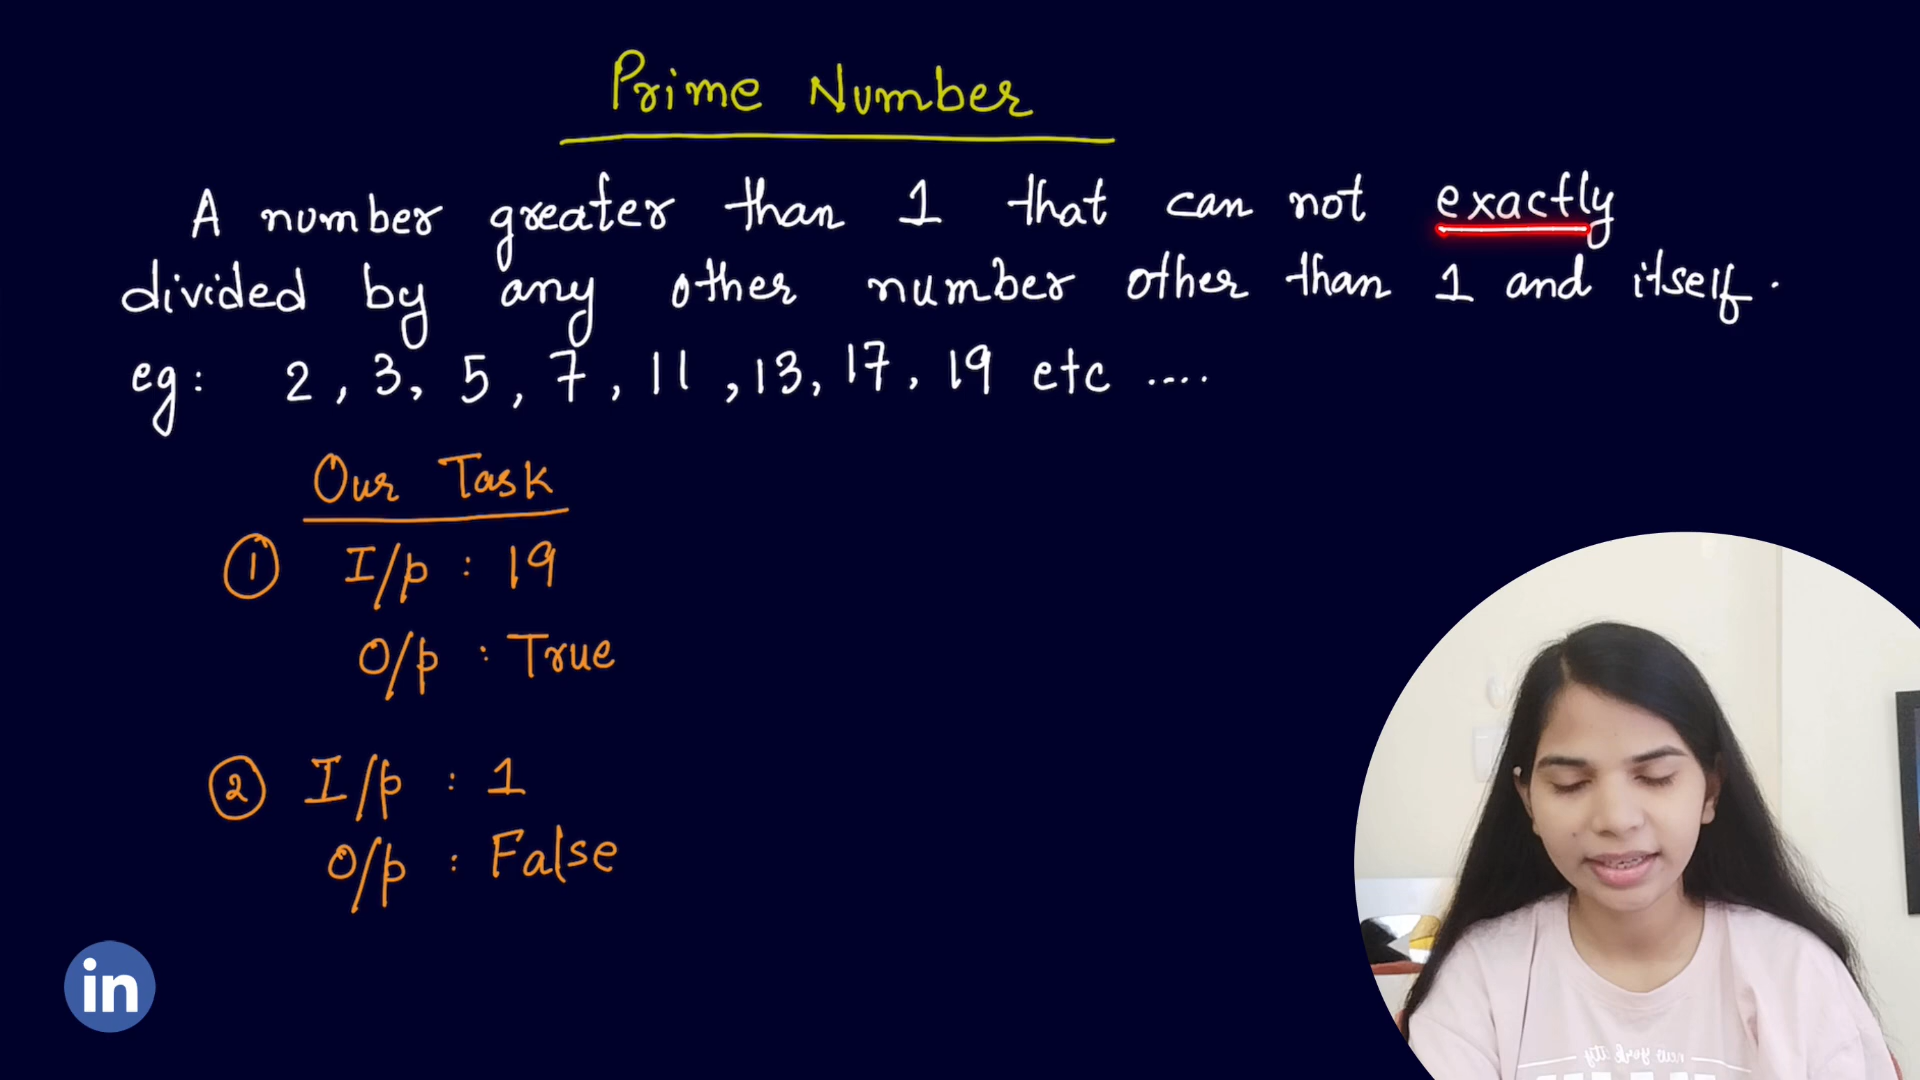 Prime Number
A number greater than 1 that can not exactly
divided by any other number other than 1 and itself.
eg: 2, 3, 5, 7, 11, 13, 17, 19 etc ....
Our Task
① I/p : 19
O/p : True
② I/p : 1
O/p : False
in